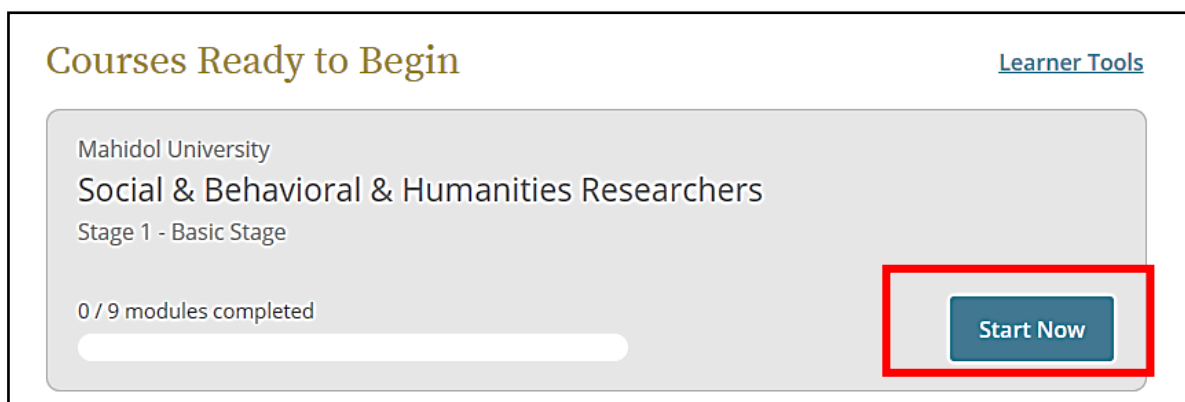 Courses Ready to Begin
Learner Tools
Mahidol University
Social & Behavioral & Humanities Researchers
Stage 1 - Basic Stage
0 / 9 modules completed
Start Now